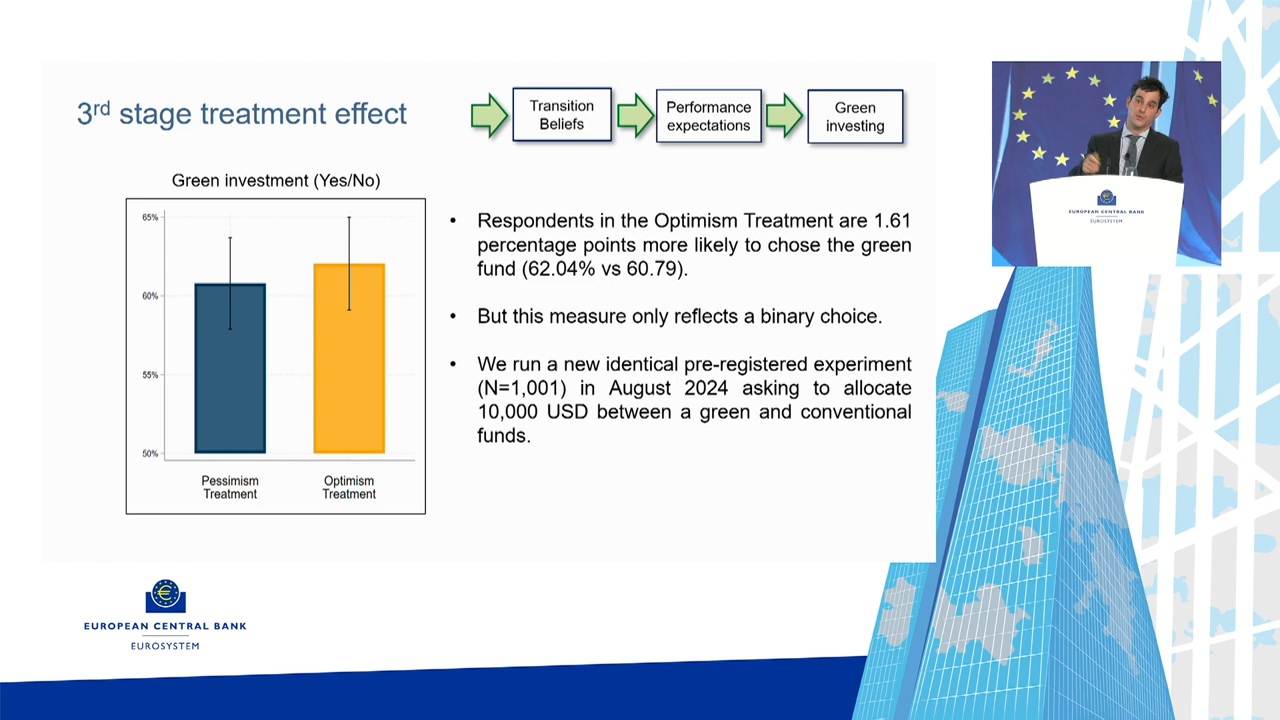 3rd stage treatment effect
Transition
Beliefs
Performance
expectations
Green
investing
Green investment (Yes/No)
65%
60%
55%
50%
Pessimism
Treatment
Optimism
Treatment
• Respondents in the Optimism Treatment are 1.61
percentage points more likely to chose the green
fund (62.04% vs 60.79).
• But this measure only reflects a binary choice.
• We run a new identical pre-registered experiment
(N=1,001) in August 2024 asking to allocate
10,000 USD between a green and conventional
funds.
EUROPEAN CENTRAL BANK
EUROSYSTEM
EUROPEAN CENTRAL BANK
EUROSYSTEM